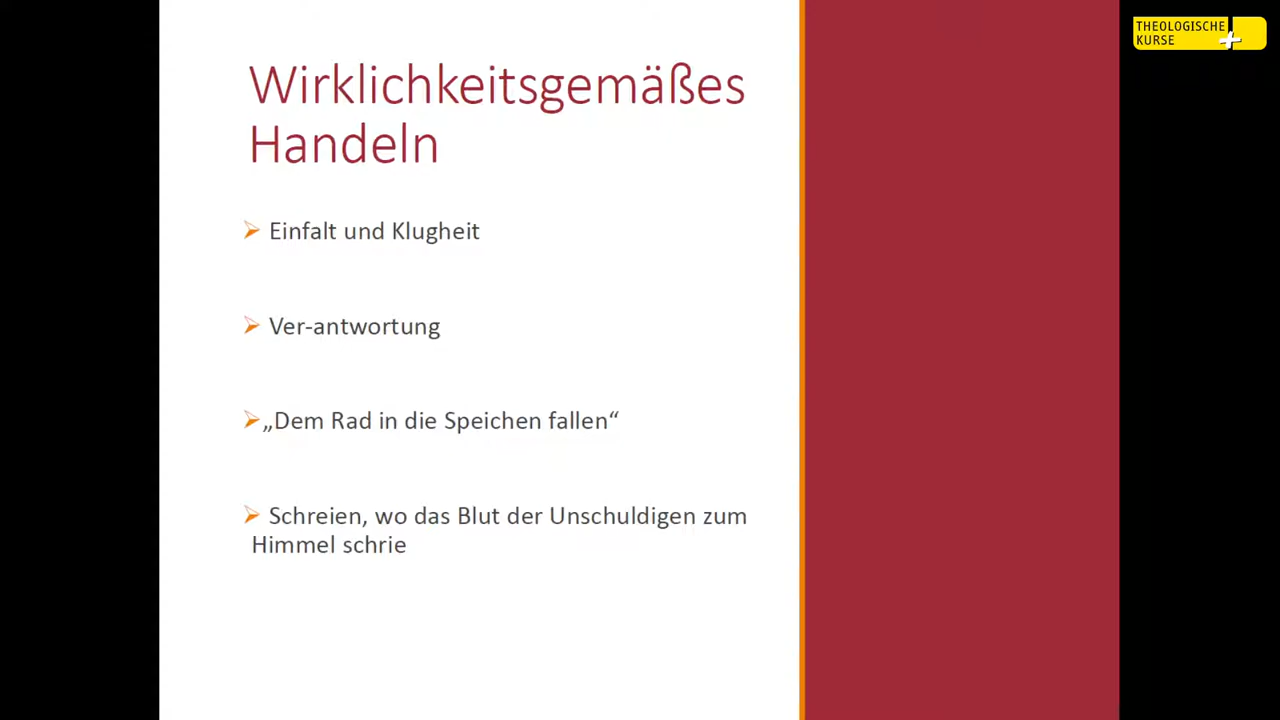 THEOLOGISCHE
KURSE
Wirklichkeitsgemäßes
Handeln
Einfalt und Klugheit
Ver-antwortung
„Dem Rad in die Speichen fallen“
Schreien, wo das Blut der Unschuldigen zum
Himmel schrie